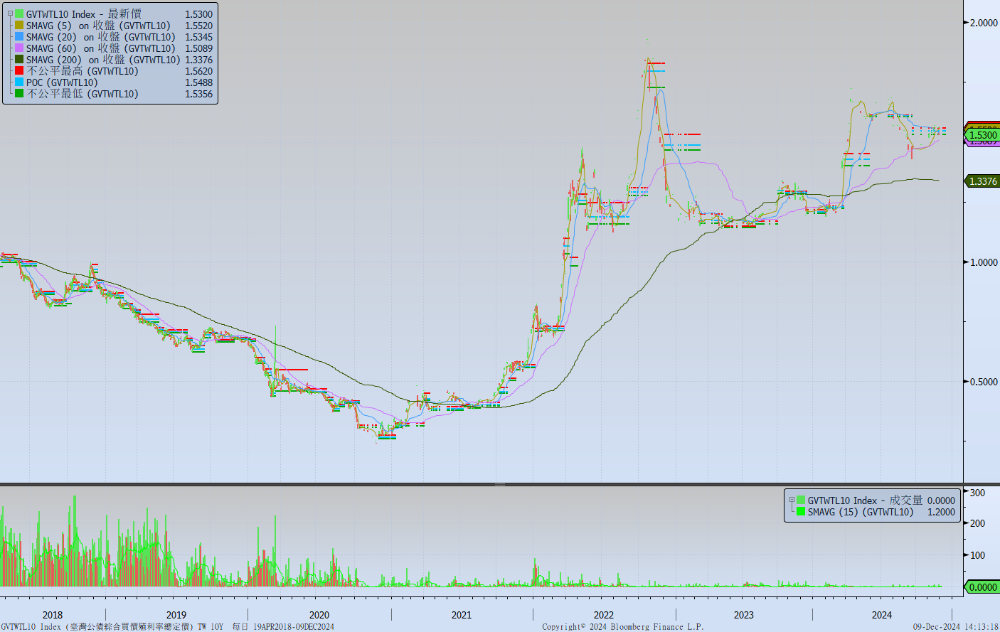 GVTWTL10 Index - 最新價 1.5300
SMAVG (5) on 收盤 (GVTWTL10) 1.5520
SMAVG (20) on 收盤 (GVTWTL10) 1.5345
SMAVG (60) on 收盤 (GVTWTL10) 1.5089
SMAVG (200) on 收盤 (GVTWTL10) 1.3376
不公平最高 (GVTWTL10) 1.5620
POC (GVTWTL10) 1.5488
不公平最低 (GVTWTL10) 1.5356
2.0000
1.5300
1.3376
1.0000
0.5000
GVTWTL10 Index - 成交量 0.0000
SMAVG (15) (GVTWTL10) 1.2000
300
200
100
0.0000
2018 2019 2020 2021 2022 2023 2024
GVTWTL10 Index (臺灣公債綜合買價殖利率總定價) TW 10Y 每日 19APR2018-09DEC2024 Copyright© 2024 Bloomberg Finance L.P. 09-Dec-2024 14:13:18